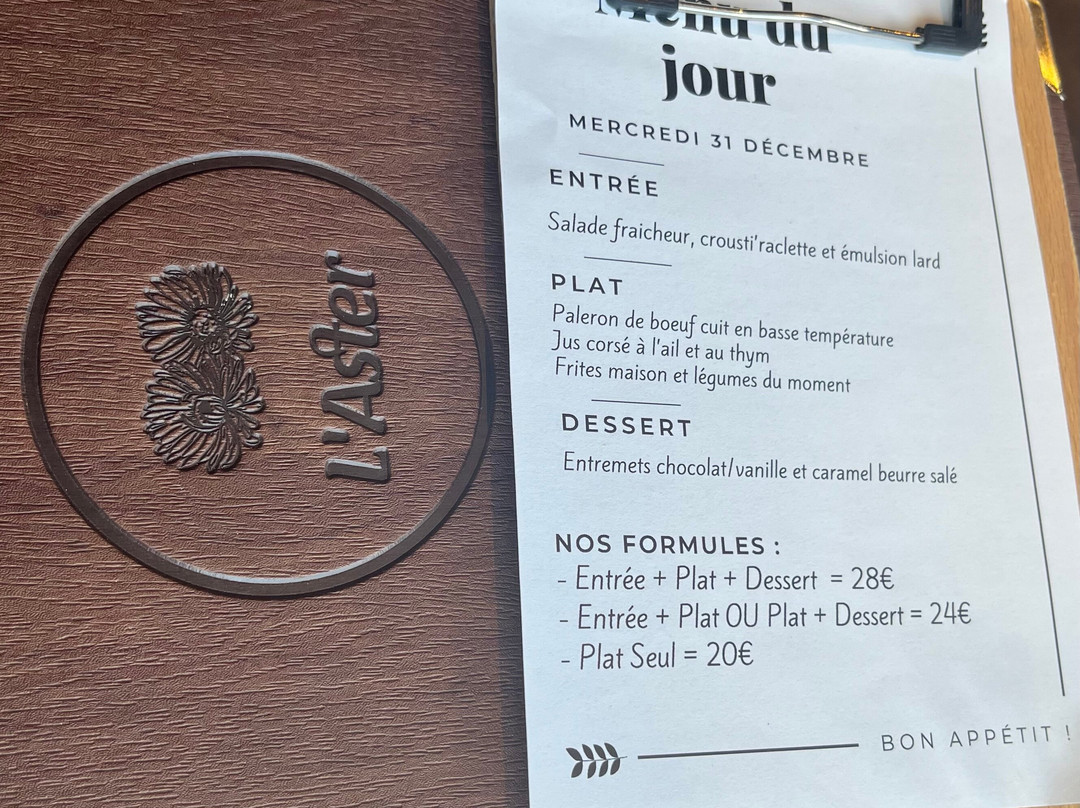 L'Aster
Menu du
jour
MERCREDI 31 DÉCEMBRE
ENTRÉE
Salade fraicheur, crousti'raclette et émulsion lard
PLAT
Paleron de boeuf cuit en basse température
Jus corsé à l'ail et au thym
Frites maison et légumes du moment
DESSERT
Entremets chocolat/vanille et caramel beurre salé
NOS FORMULES :
- Entrée + Plat + Dessert = 28€
- Entrée + Plat OU Plat + Dessert = 24€
- Plat Seul = 20€
BON APPÉTIT !